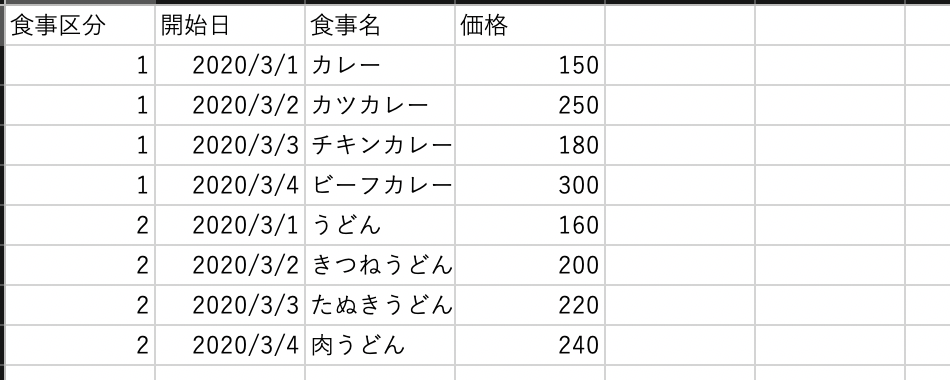 食事区分 開始日 食事名 価格
1 2020/3/1 カレー 150
1 2020/3/2 カツカレー 250
1 2020/3/3 チキンカレー 180
1 2020/3/4 ビーフカレー 300
2 2020/3/1 うどん 160
2 2020/3/2 きつねうどん 200
2 2020/3/3 たぬきうどん 220
2 2020/3/4 肉うどん 240